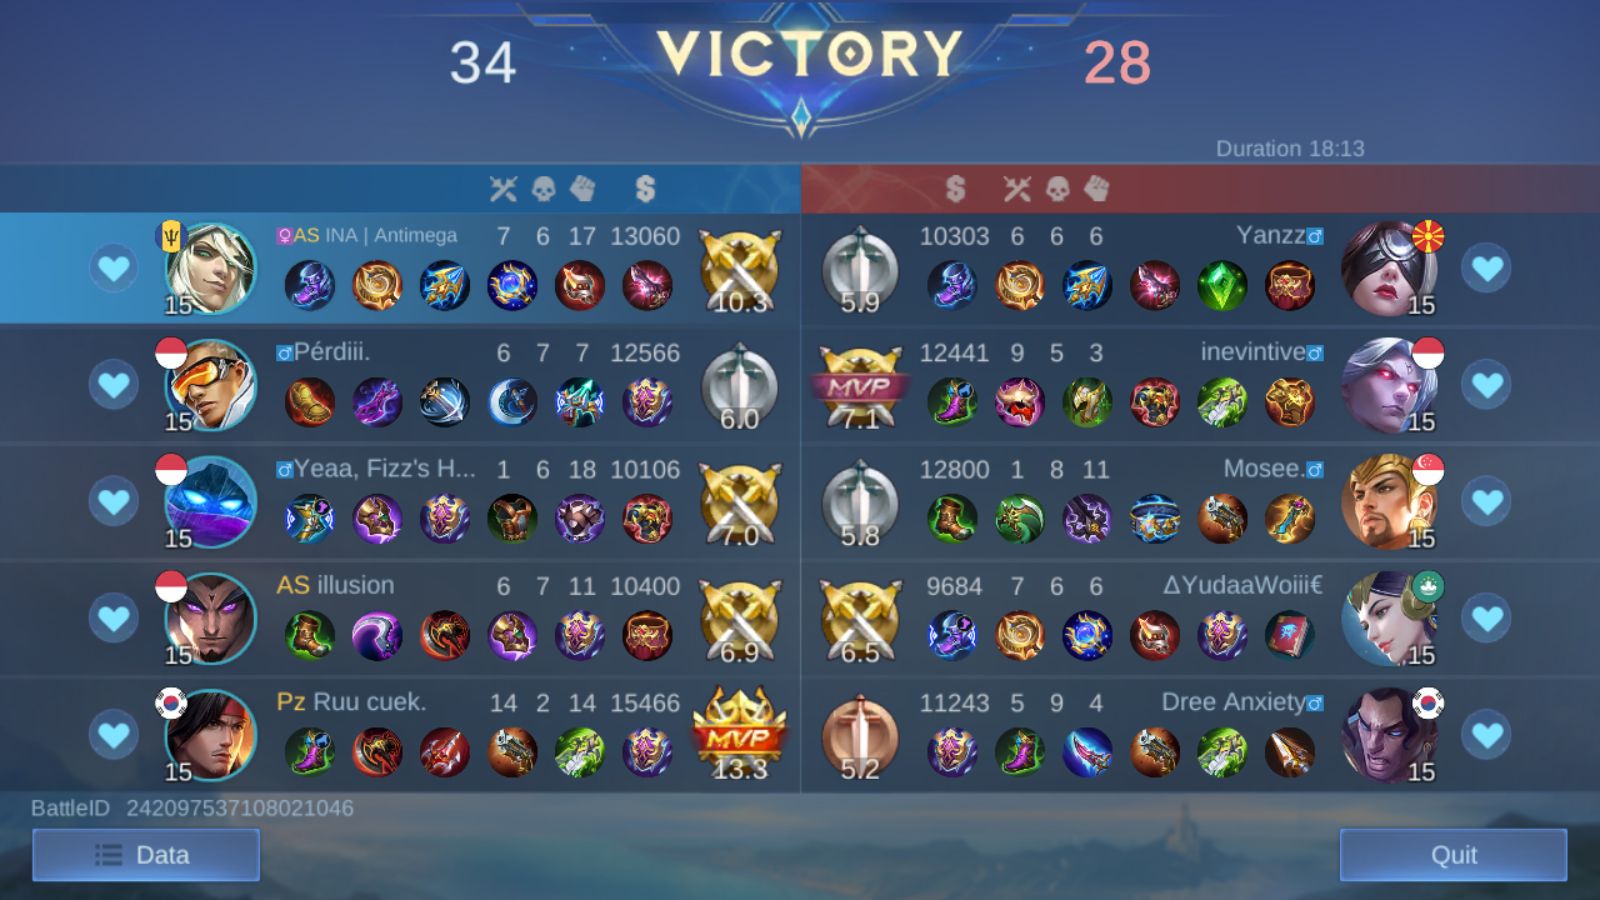 34 VICTORY 28
Duration 18:13
AS INA | Antimega 7 6 17 13060
15 10.3
10303 6 6 6 Yanzz
5.9 15
Pérdiii. 6 7 7 12566
15 6.0
12441 9 5 3 inevintive
MVP 7.1 15
Yeaa, Fizz's H... 1 6 18 10106
15 7.0
12800 1 8 11 Mosee.
5.8 15
AS illusion 6 7 11 10400
15 6.9
9684 7 6 6 ΔYudaaWoiii€
6.5 15
Pz Ruu cuek. 14 2 14 15466
15 MVP 13.3
11243 5 9 4 Dree Anxiety
5.2 15
BattleID 242097537108021046
Data Quit